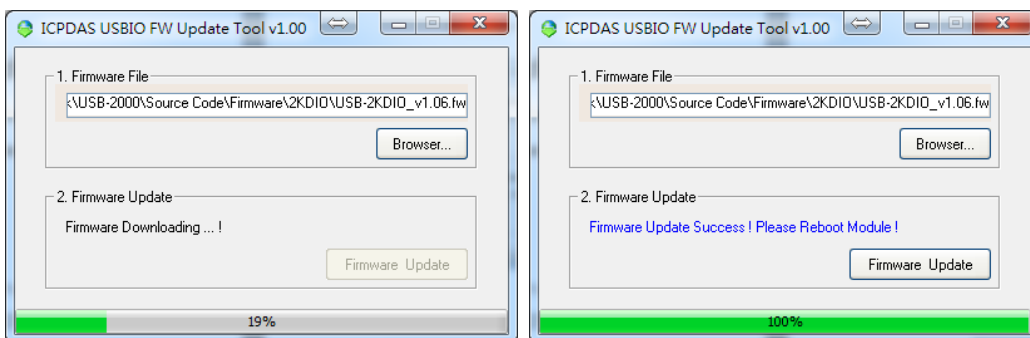 ICPDAS USBIO FW Update Tool v1.00
1. Firmware File
k\USB-2000\Source Code\Firmware\2KDIO\USB-2KDIO_v1.06.fw
Browser...
2. Firmware Update
Firmware Downloading ... !
Firmware Update
19%
ICPDAS USBIO FW Update Tool v1.00
1. Firmware File
k\USB-2000\Source Code\Firmware\2KDIO\USB-2KDIO_v1.06.fw
Browser...
2. Firmware Update
Firmware Update Success ! Please Reboot Module !
Firmware Update
100%